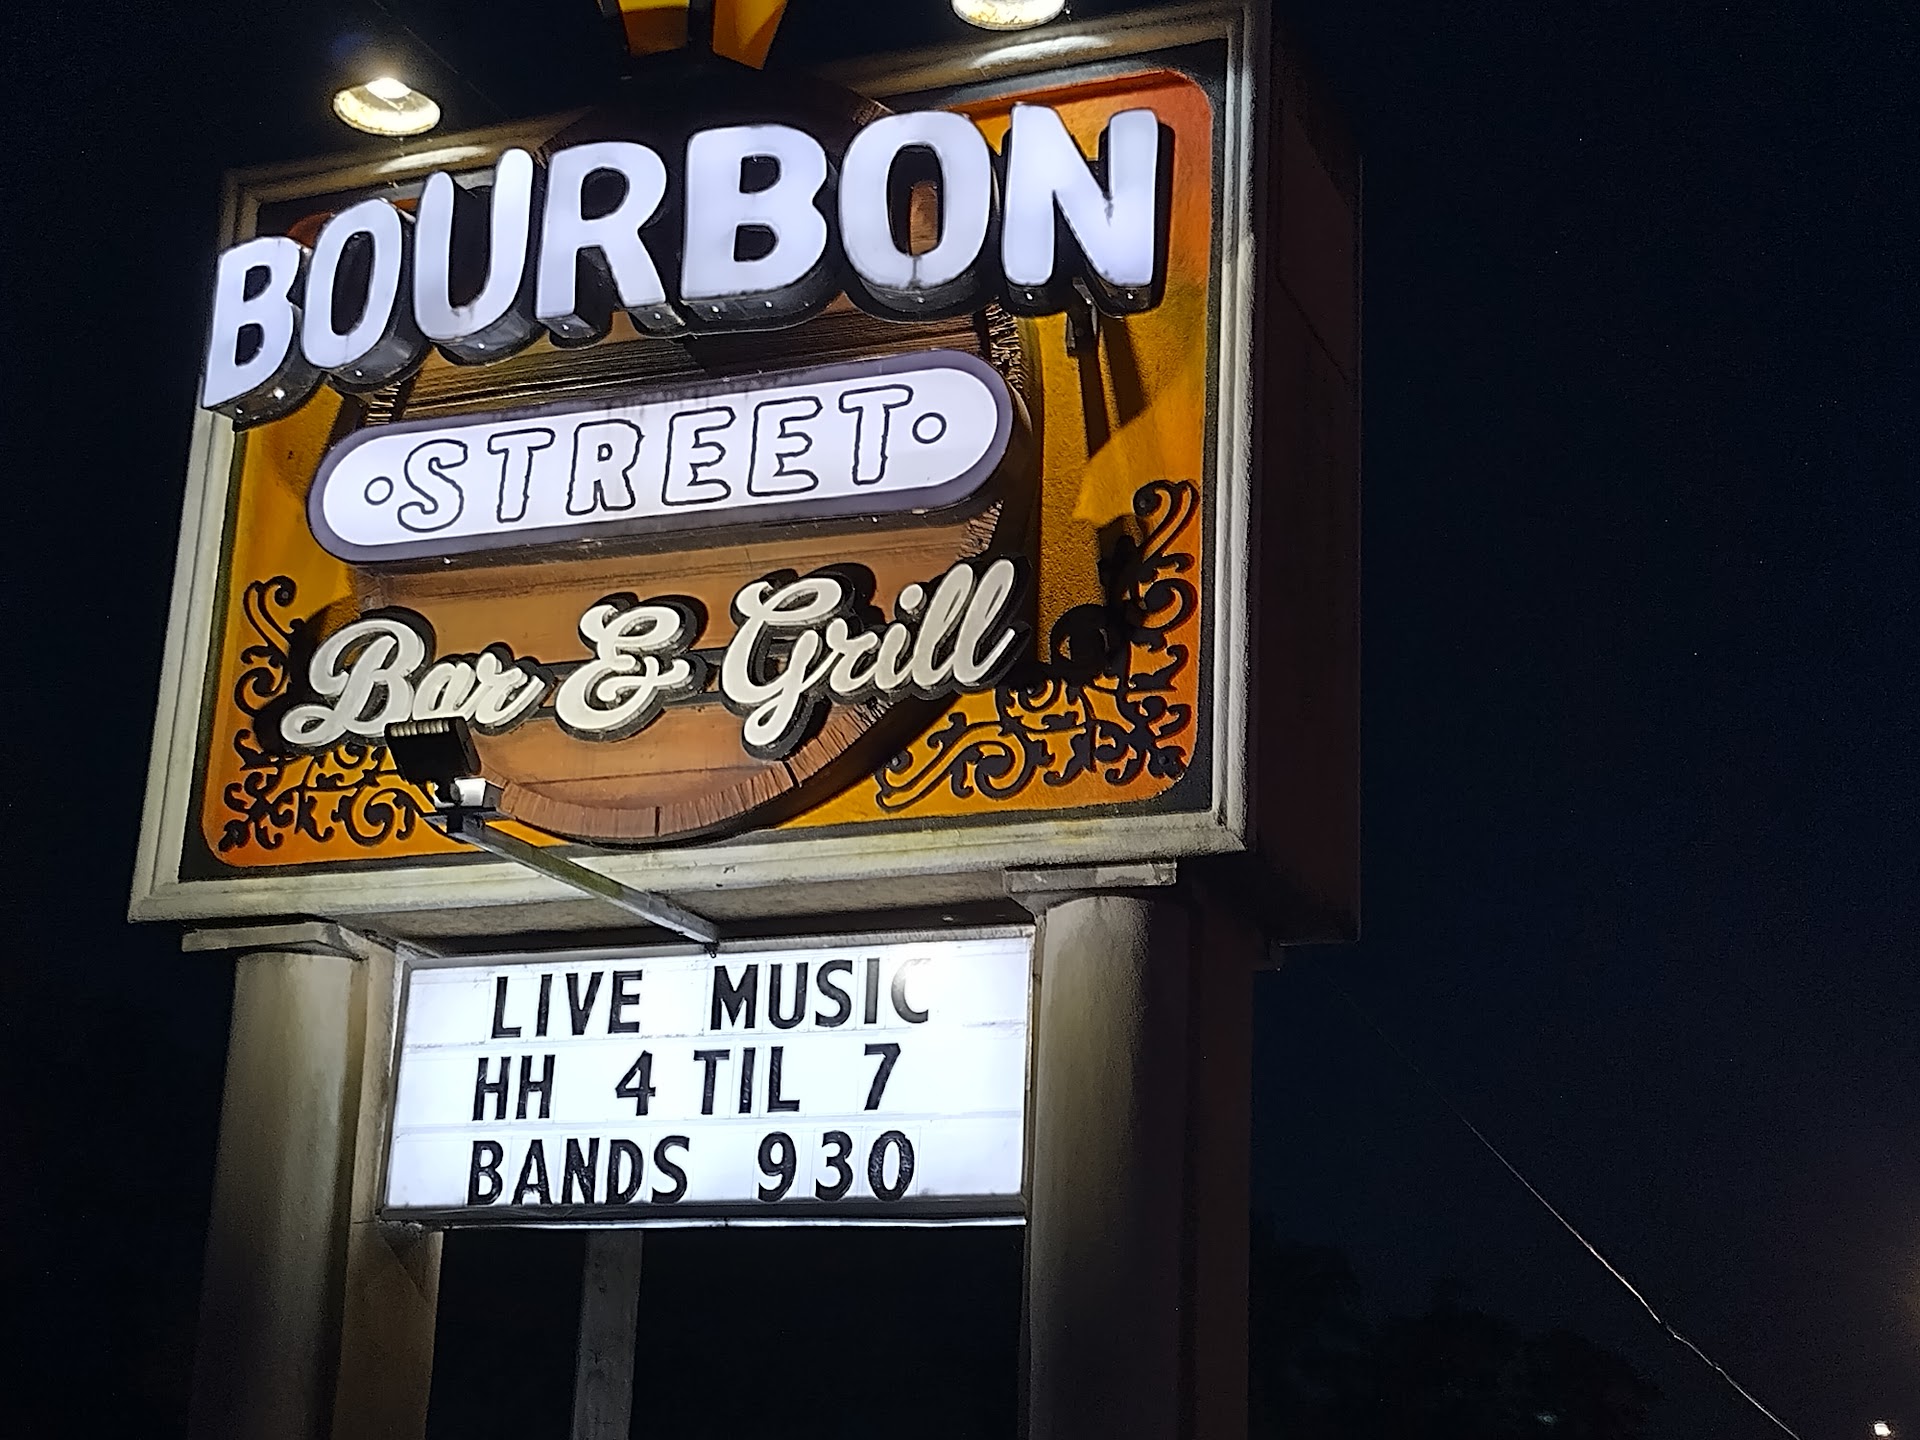 BOURBON
·STREET·
Bar & Grill
LIVE MUSIC
HH 4 TIL 7
BANDS 930